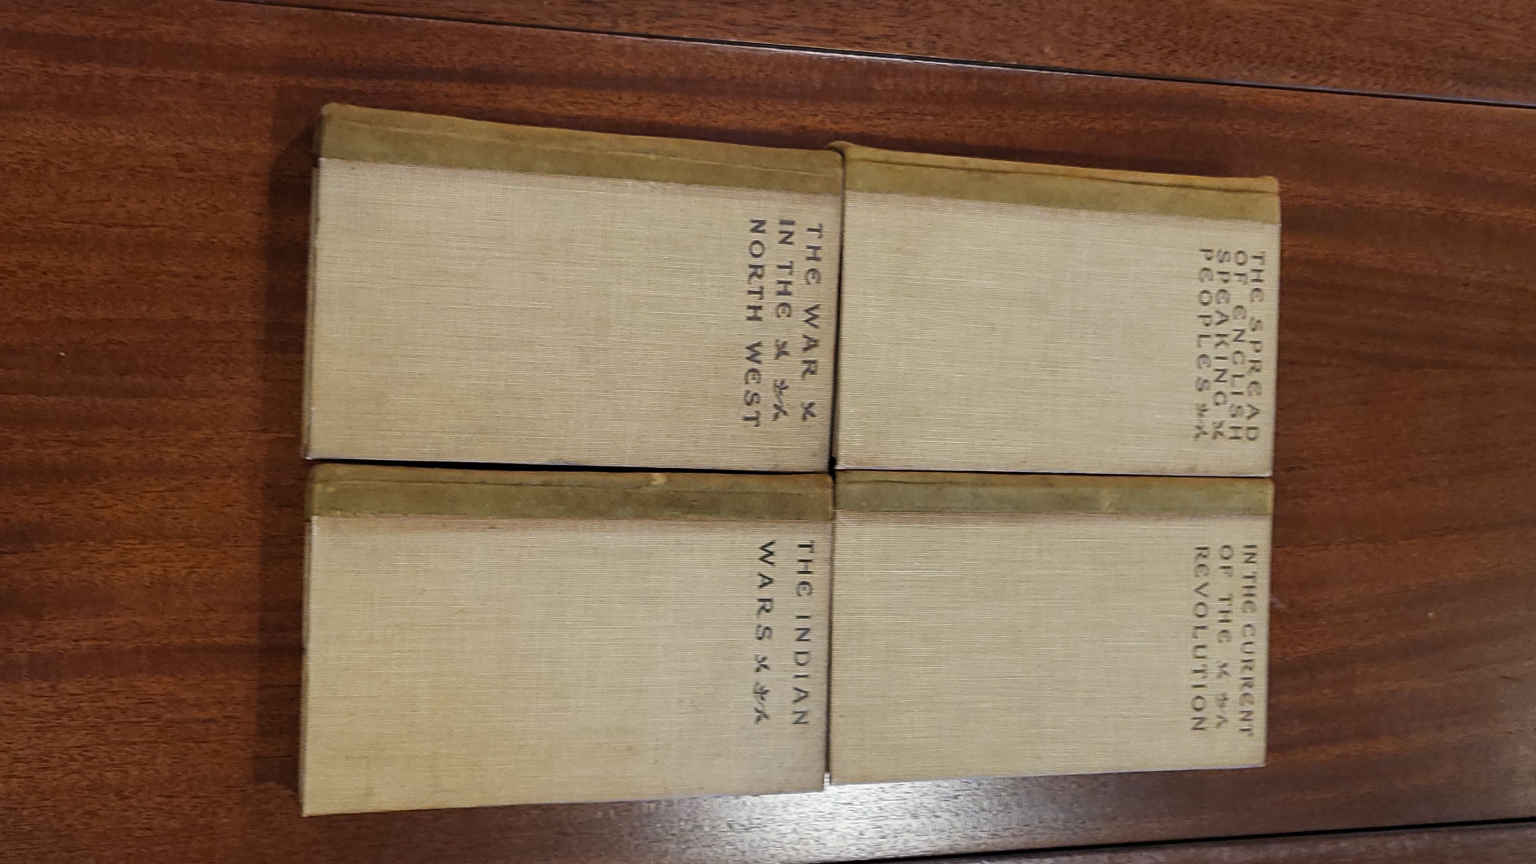 THE SPREAD
OF ENGLISH
SPEAKING
PEOPLES
IN THE CURRENT
OF THE
REVOLUTION
THE WAR
IN THE
NORTH WEST
THE INDIAN
WARS